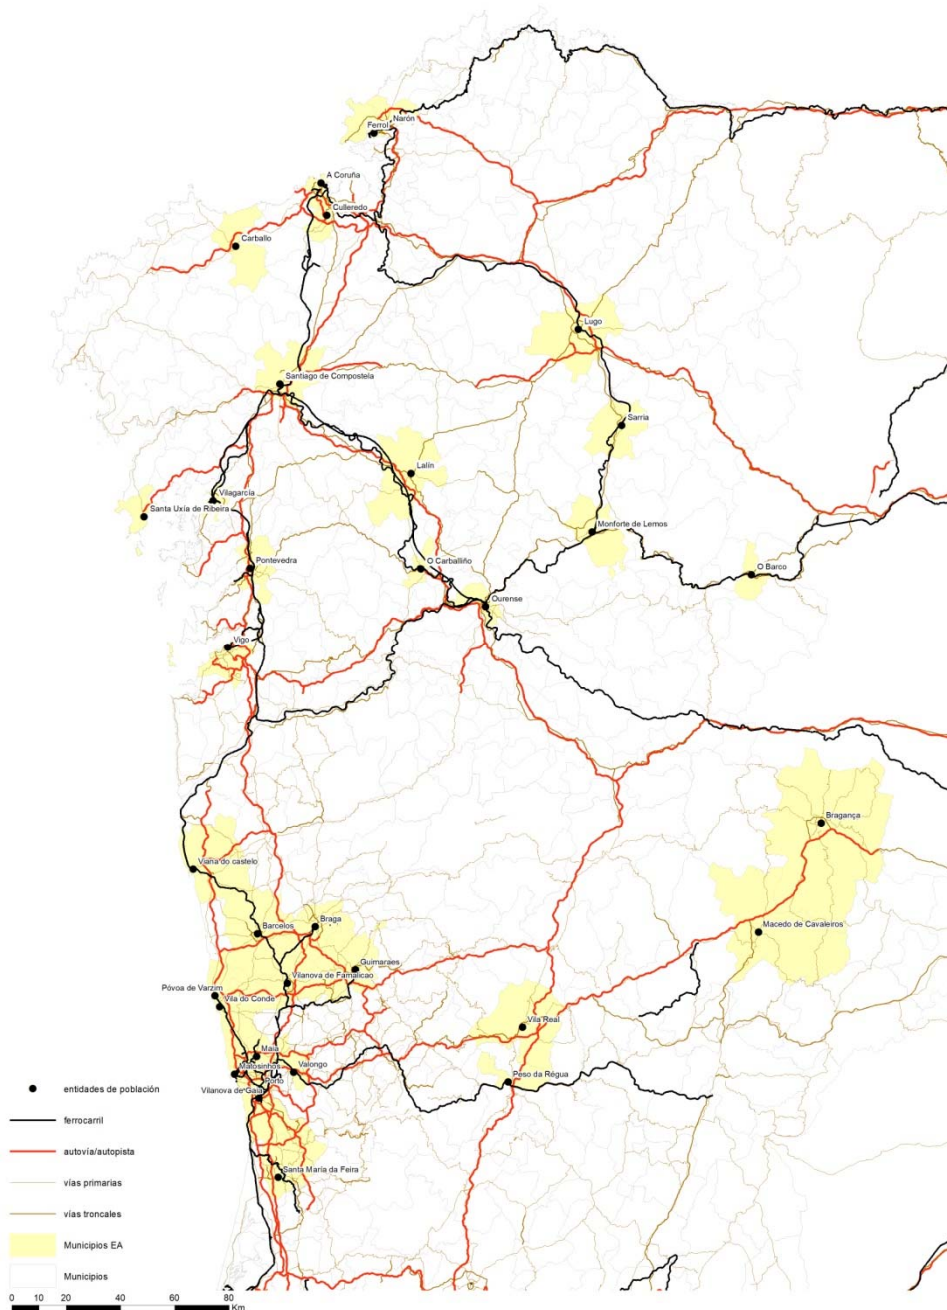 Narón
Ferrol
A Coruña
Culleredo
Carballo
Lugo
Santiago de Compostela
Sarria
Lalín
Vilagarcía
Santa Uxía de Ribeira
Monforte de Lemos
Pontevedra
O Carballiño
O Barco
Ourense
Vigo
Bragança
Viana do castelo
Braga
Barcelos
Macedo de Cavaleiros
Guimaraes
Vilanova de Famalicao
Póvoa de Varzim
Vila do Conde
Vila Real
Maia
Matosinhos
Valongo
Porto
Peso da Régua
Vilanova de Gaia
Santa María da Feira
entidades de población
ferrocarril
autovía/autopista
vías primarias
vías troncales
Municipios EA
Municipios
0 10 20 40 60 80
Km